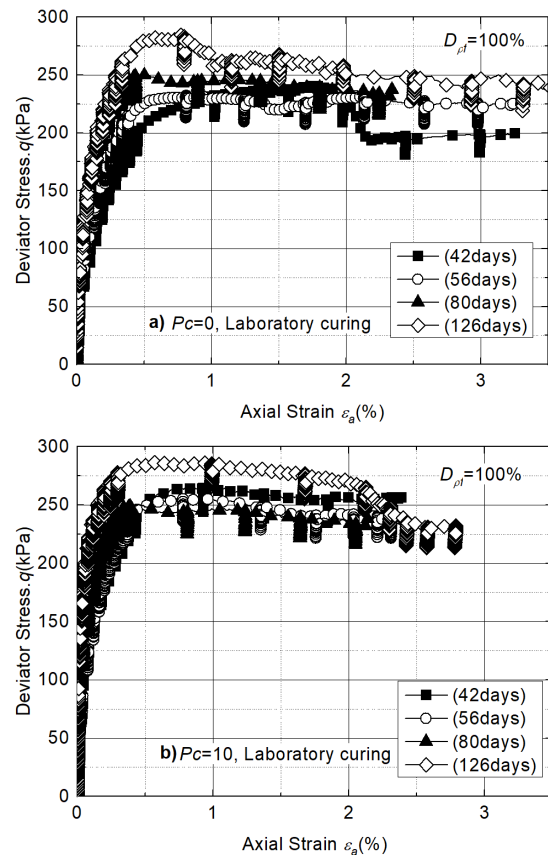 300
250
200
150
100
50
0
Deviator Stress.q(kPa)
Dρf=100%
(42days)
(56days)
(80days)
(126days)
a) Pc=0, Laboratory curing
0 1 2 3
Axial Strain εa(%)
300
250
200
150
100
50
0
Deviator Stress.q(kPa)
Dρf=100%
(42days)
(56days)
(80days)
(126days)
b) Pc=10, Laboratory curing
0 1 2 3
Axial Strain εa(%)